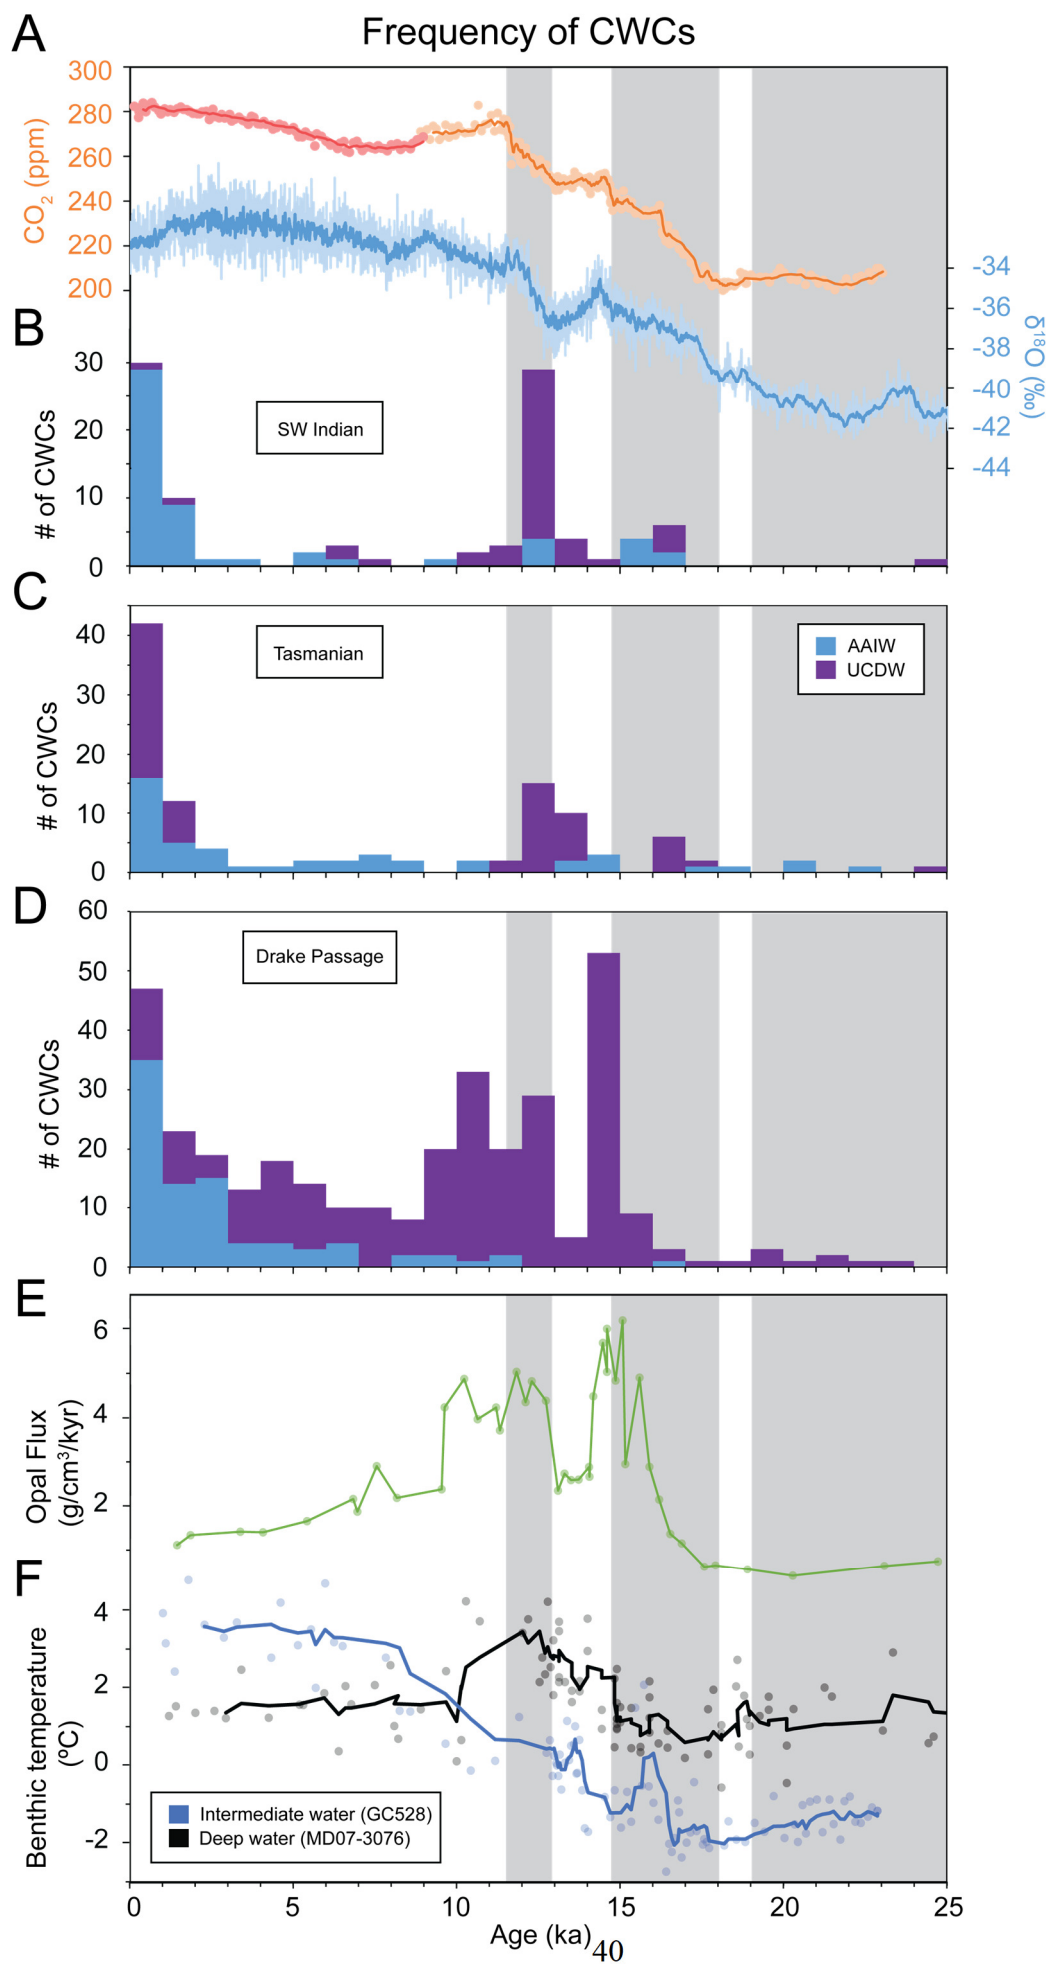 A
Frequency of CWCs
300
280
260
240
220
200
CO2 (ppm)
-34
-36
-38
-40
-42
-44
δ18O (‰)
B
30
20
10
0
# of CWCs
SW Indian
C
40
30
20
10
0
# of CWCs
Tasmanian
AAIW
UCDW
D
60
50
40
30
20
10
0
# of CWCs
Drake Passage
E
6
4
2
Opal Flux
(g/cm3/kyr)
F
4
2
0
-2
Benthic temperature
(ºC)
Intermediate water (GC528)
Deep water (MD07-3076)
0 5 10 15 20 25
Age (ka)
40